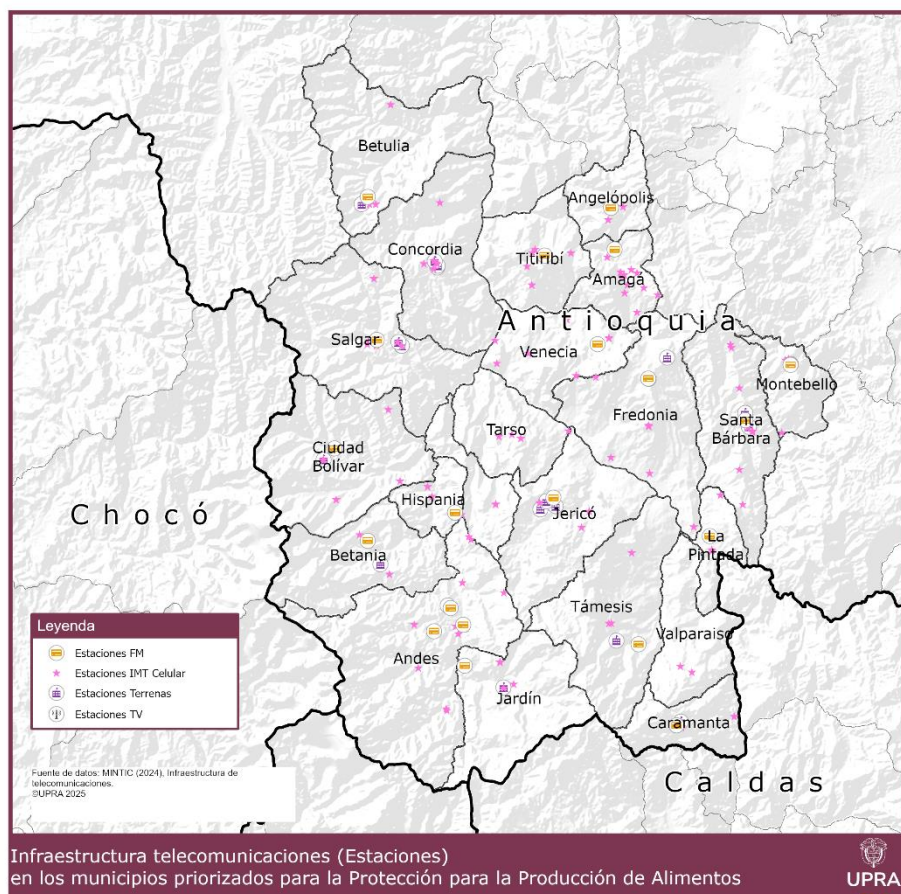 Betulia
Angelópolis
Concordia
Titiribí
Amagá
Antioquia
Salgar
Venecia
Montebello
Fredonia
Santa
Bárbara
Tarso
Ciudad
Bolívar
Hispania
Jericó
Chocó
La
Pintada
Betania
Támesis
Valparaiso
Andes
Jardín
Caramanta
Caldas
Leyenda
Estaciones FM
Estaciones IMT Celular
Estaciones Terrenas
Estaciones TV
Fuente de datos: MINTIC (2024), Infraestructura de
telecomunicaciones.
©UPRA 2025
Infraestructura telecomunicaciones (Estaciones)
en los municipios priorizados para la Protección para la Producción de Alimentos
UPRA